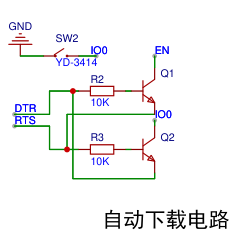 GND
SW2
IO0
EN
YD-3414
Q1
R2
DTR
10K
IO0
RTS
Q2
R3
10K
自动下载电路